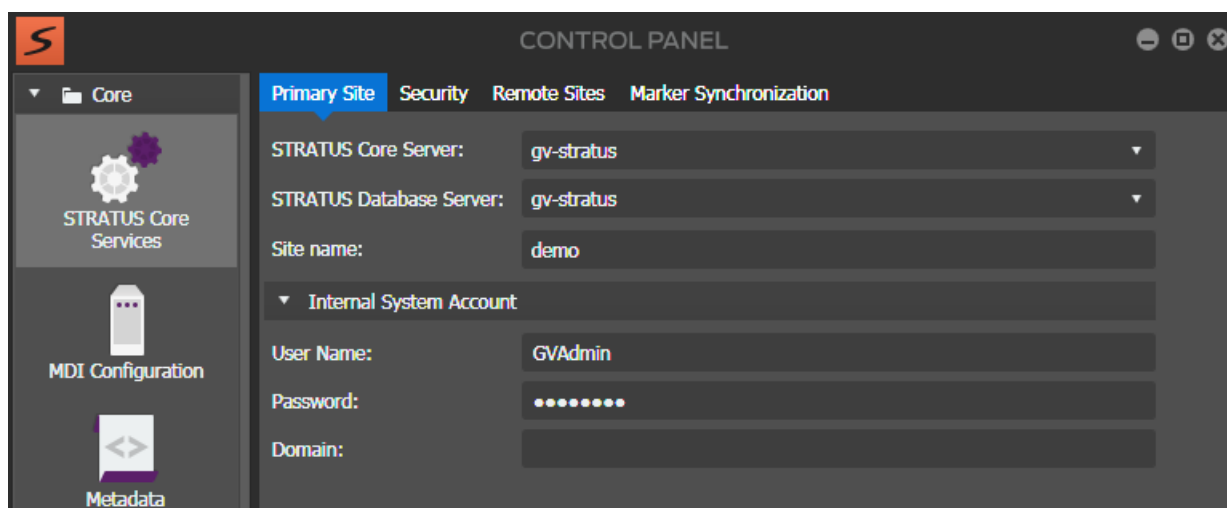 CONTROL PANEL
Core
STRATUS Core
Services
MDI Configuration
<>
Metadata
Primary Site Security Remote Sites Marker Synchronization
STRATUS Core Server: gv-stratus
STRATUS Database Server: gv-stratus
Site name: demo
Internal System Account
User Name: GVAdmin
Password: ●●●●●●●●
Domain: